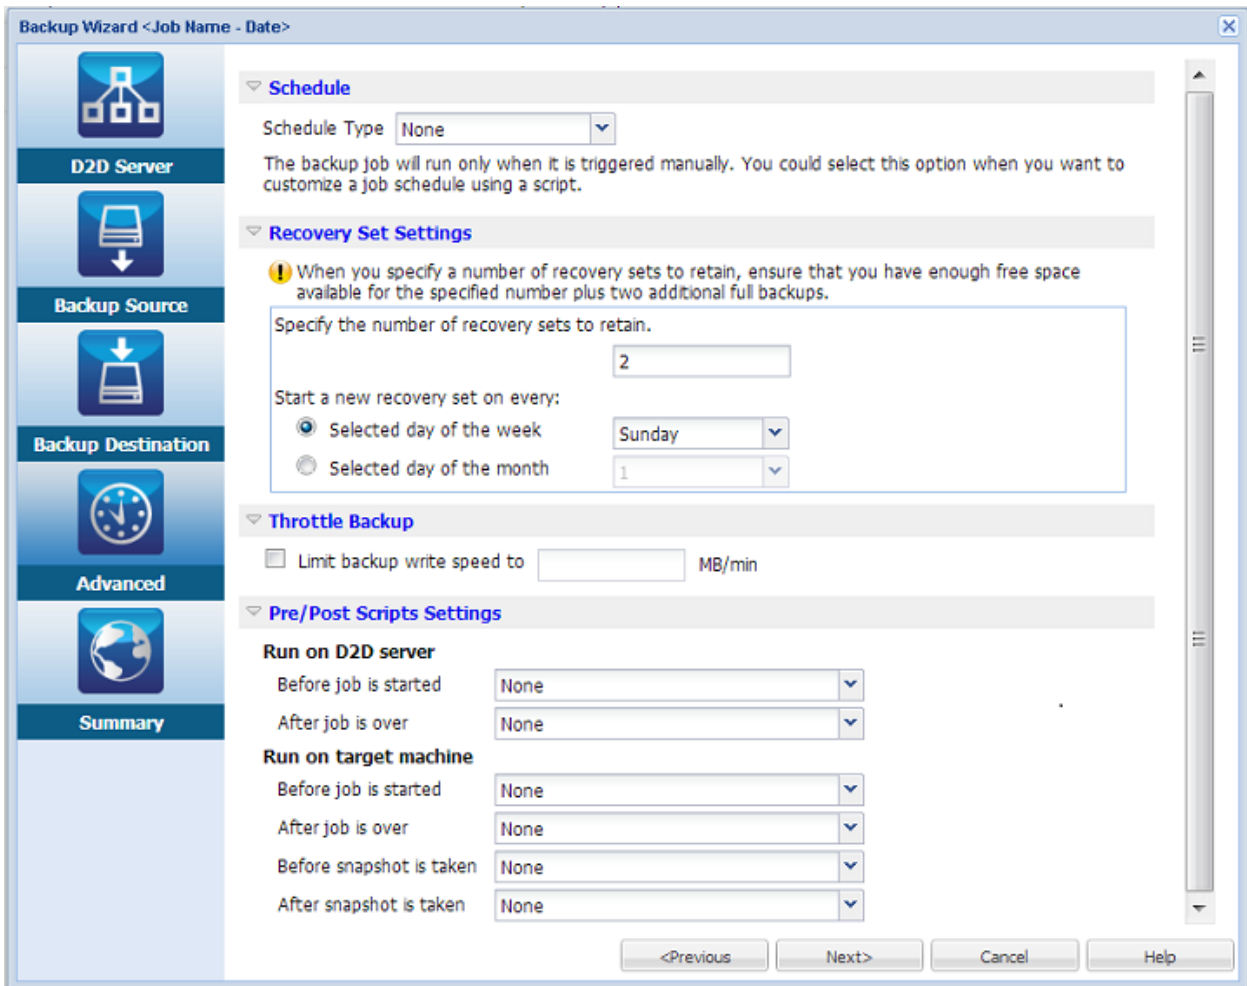 Backup Wizard <Job Name - Date>
D2D Server
Backup Source
Backup Destination
Advanced
Summary
Schedule
Schedule Type None
The backup job will run only when it is triggered manually. You could select this option when you want to
customize a job schedule using a script.
Recovery Set Settings
When you specify a number of recovery sets to retain, ensure that you have enough free space
available for the specified number plus two additional full backups.
Specify the number of recovery sets to retain.
2
Start a new recovery set on every:
Selected day of the week Sunday
Selected day of the month 1
Throttle Backup
Limit backup write speed to MB/min
Pre/Post Scripts Settings
Run on D2D server
Before job is started None
After job is over None
Run on target machine
Before job is started None
After job is over None
Before snapshot is taken None
After snapshot is taken None
<Previous Next> Cancel Help